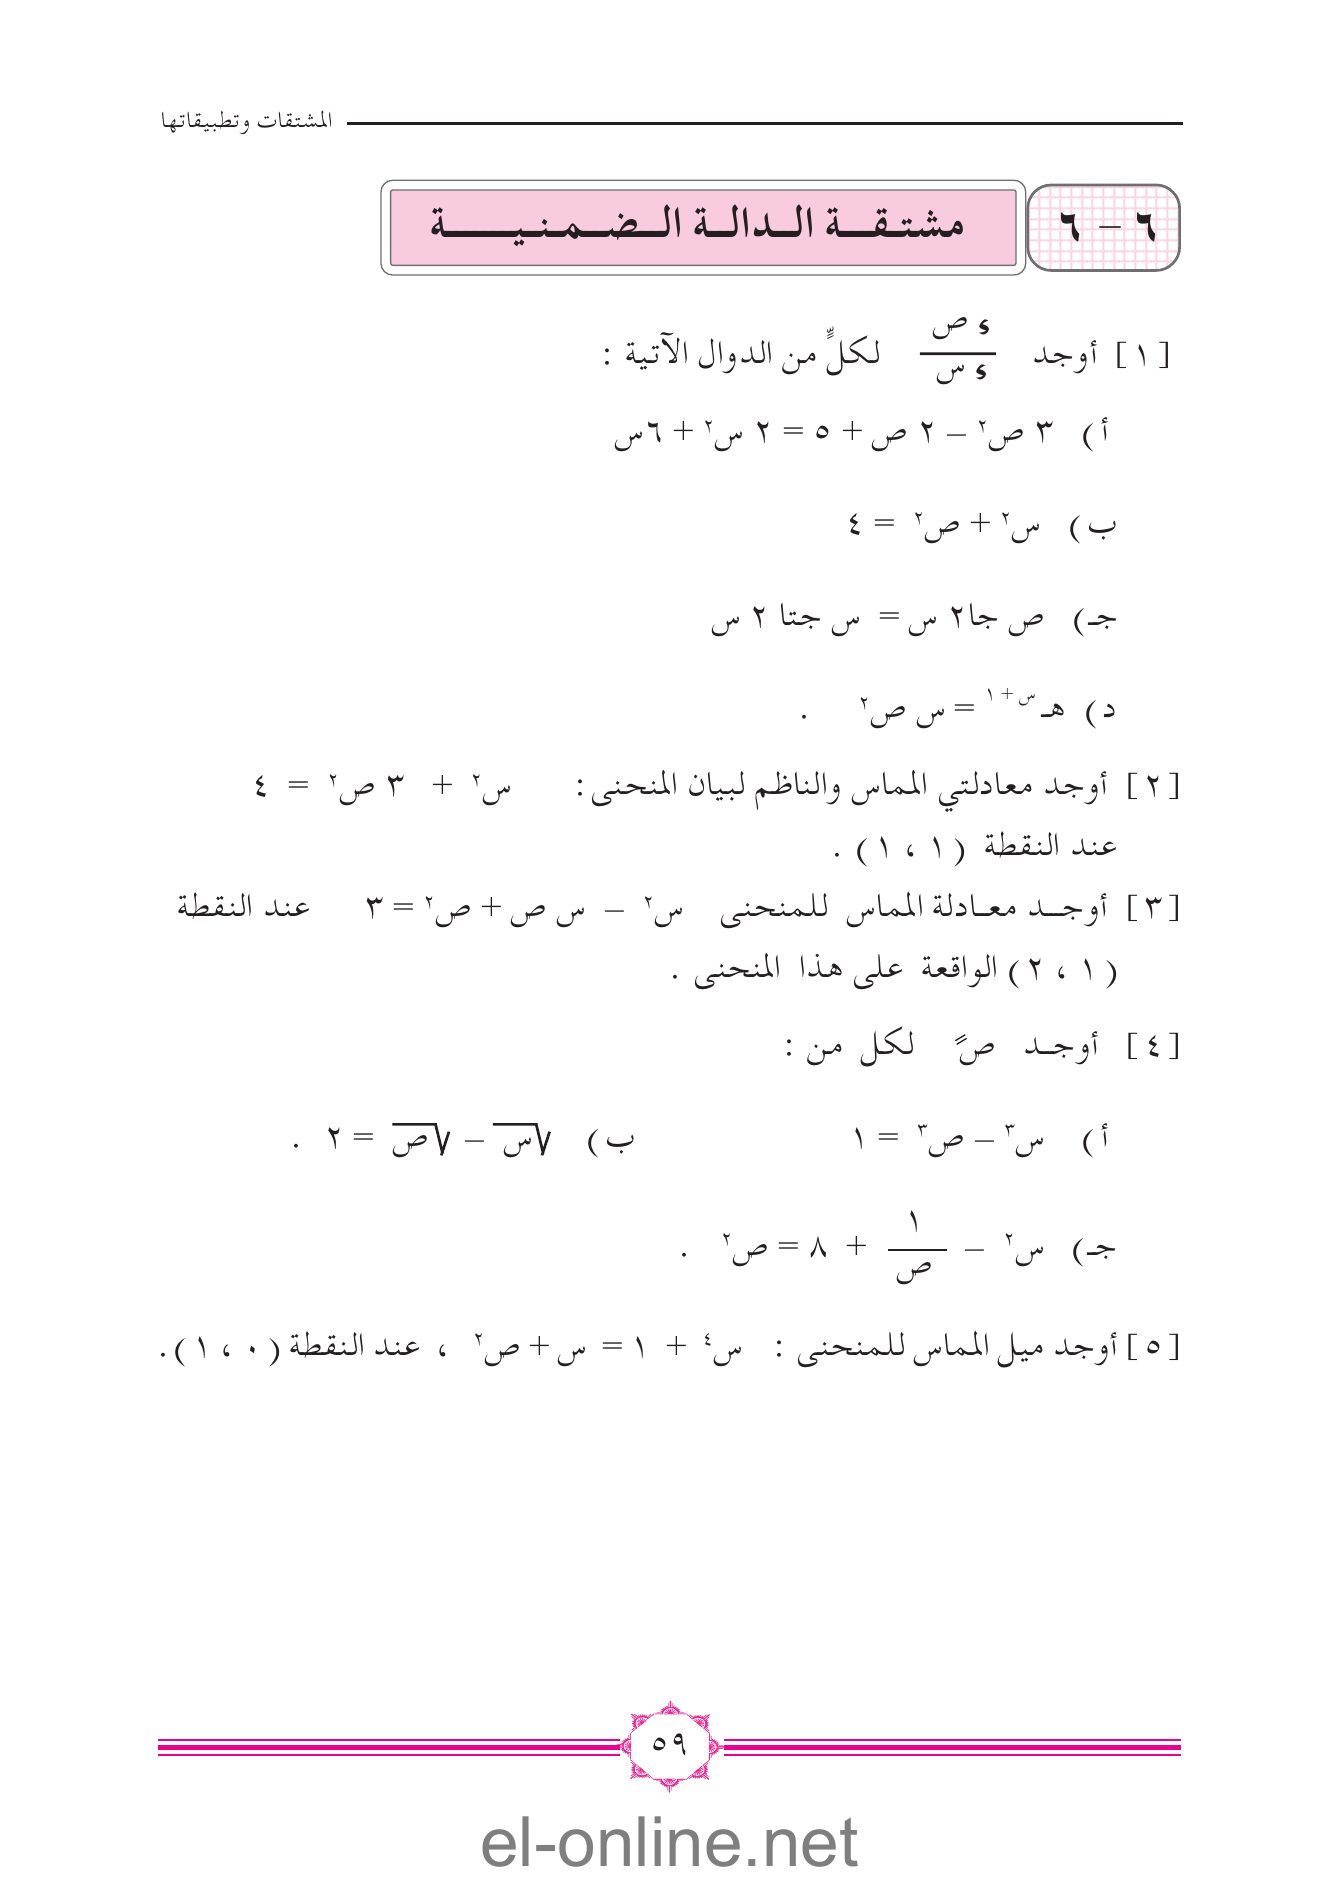 المشتقات وتطبيقاتها
٦ – ٦ مشتقة الدالة الضمنية
[ ١ ] أوجد ء ص / ء س لكلٍّ من الدوال الآتية :
أ ) ٣ ص٢ – ٢ ص + ٥ = ٢ س٢ + ٦س
ب ) س٢ + ص٢ = ٤
جـ ) ص جا٢ س = س جتا ٢ س
د ) هـ س + ١ = س ص٢ .
[ ٢ ] أوجد معادلتي المماس والناظم لبيان المنحنى : س٢ + ٣ ص٢ = ٤
عند النقطة ( ١ ، ١ ) .
[ ٣ ] أوجد معادلة المماس للمنحنى س٢ – س ص + ص٢ = ٣ عند النقطة
( ١ ، ٢ ) الواقعة على هذا المنحنى .
[ ٤ ] أوجد صً لكل من :
أ ) س٣ – ص٣ = ١ ب ) √س – √ص = ٢ .
جـ ) س٢ – ١ / ص + ٨ = ص٢ .
[ ٥ ] أوجد ميل المماس للمنحنى : س٤ + ١ = س + ص٢ ، عند النقطة ( ٠ ، ١ ) .
٥٩
el-online.net